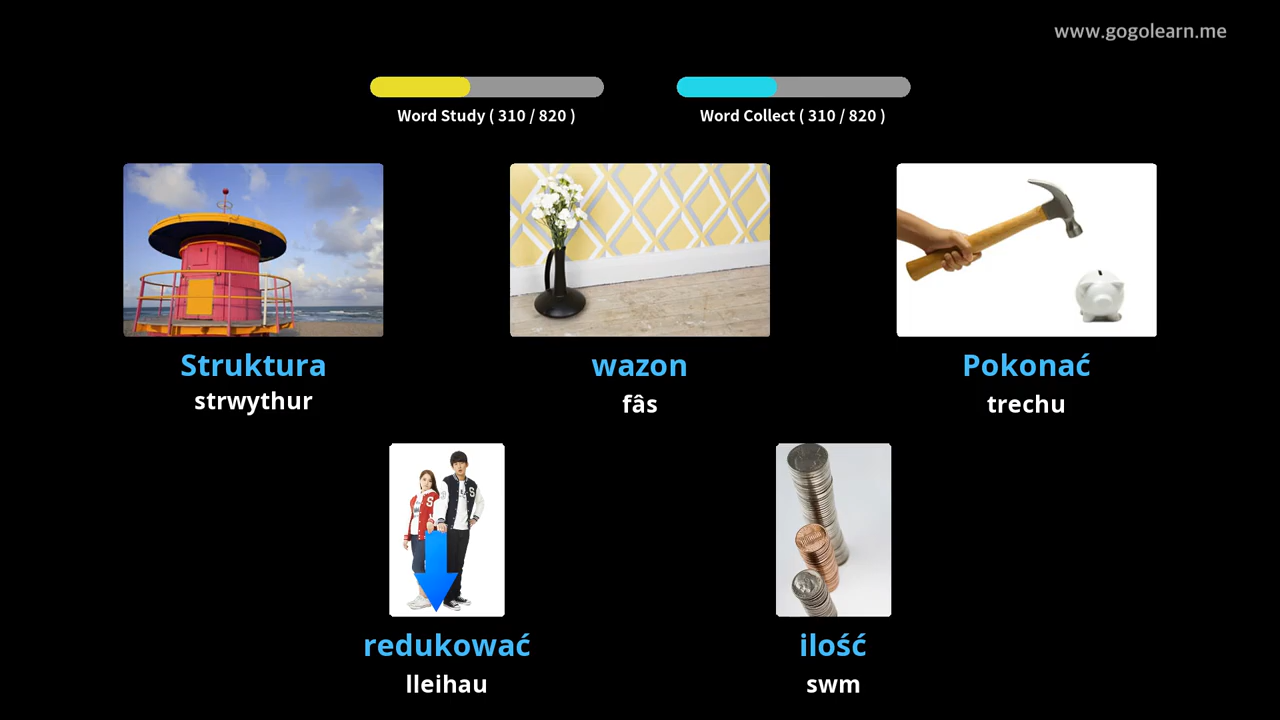 www.gogolearn.me
Word Study ( 310 / 820 )
Word Collect ( 310 / 820 )
Struktura
strwythur
wazon
fâs
Pokonać
trechu
redukować
lleihau
ilość
swm